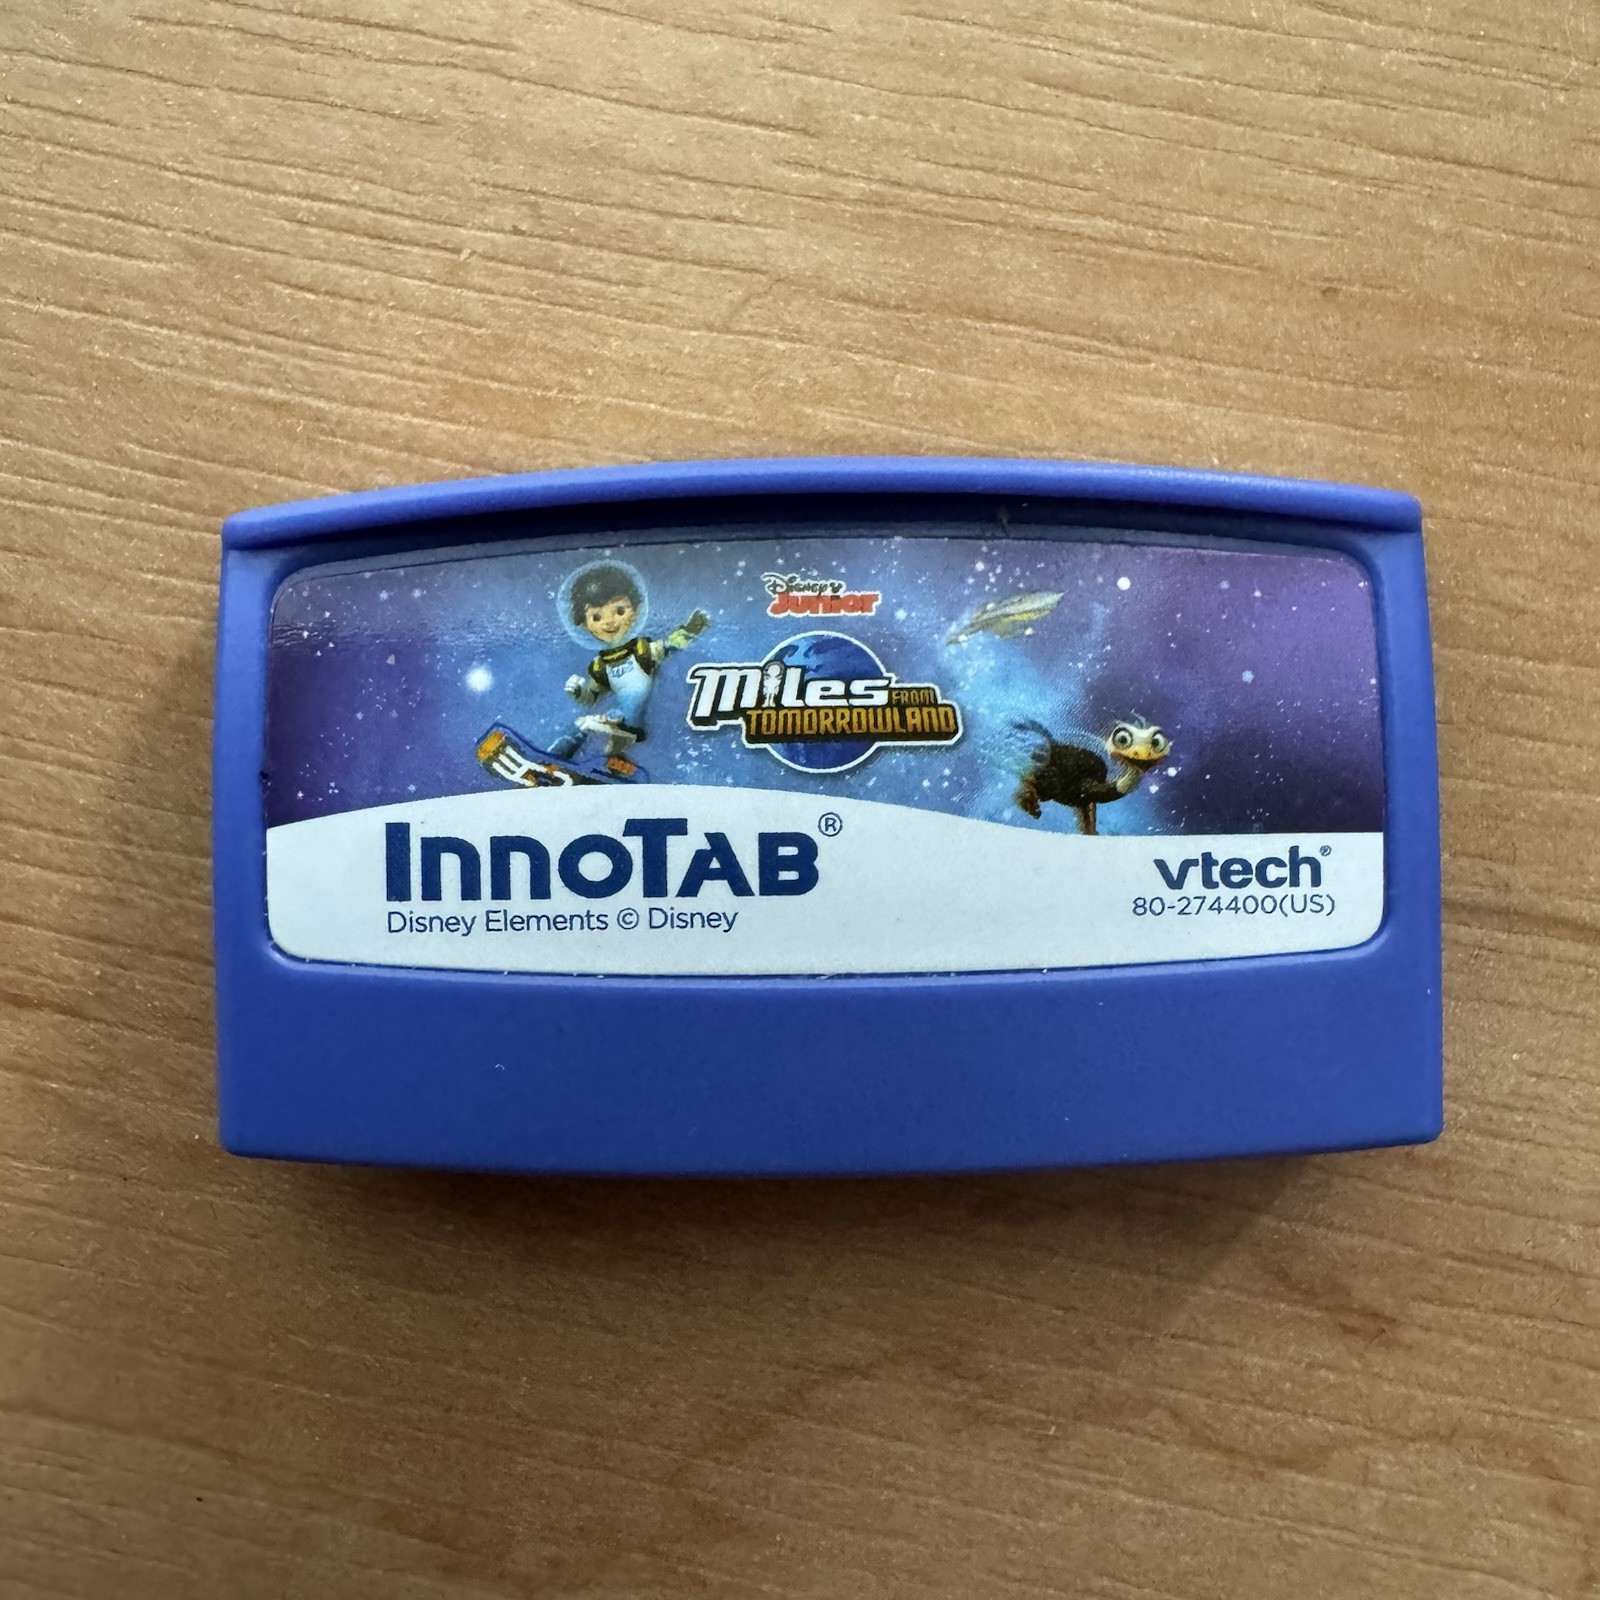 Disney Junior
Miles FROM
TOMORROWLAND
INNOTAB®
Disney Elements © Disney
vtech®
80-274400(US)